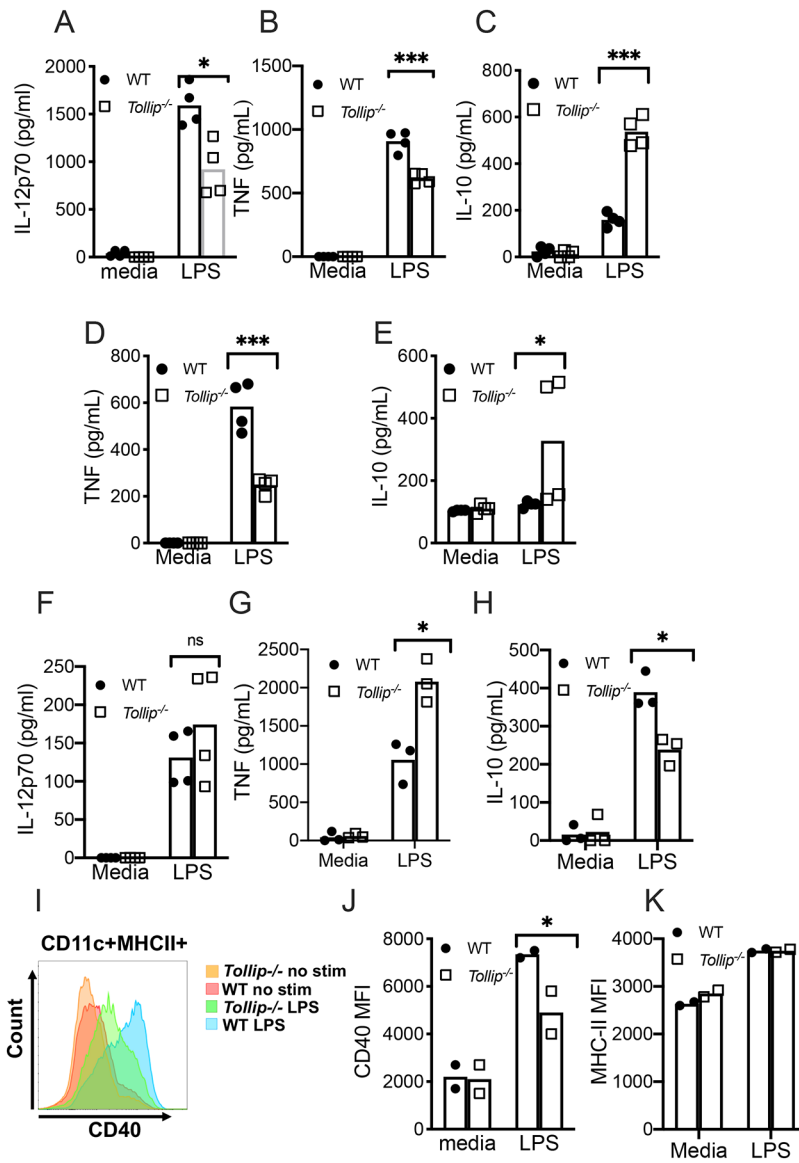 A
B
C
2000
1500
1000
500
0
IL-12p70 (pg/ml)
WT
Tollip-/-
*
media
LPS
1500
1000
500
0
TNF (pg/mL)
WT
Tollip-/-
***
Media
LPS
600
400
200
0
IL-10 (pg/mL)
WT
Tollip-/-
***
Media
LPS
D
E
800
600
400
200
0
TNF (pg/mL)
WT
Tollip-/-
***
Media
LPS
600
400
200
0
IL-10 (pg/mL)
WT
Tollip-/-
*
Media
LPS
F
G
H
250
200
150
100
50
0
IL-12p70 (pg/ml)
WT
Tollip-/-
ns
media
LPS
2500
2000
1500
1000
500
0
TNF (pg/mL)
WT
Tollip-/-
*
Media
LPS
500
400
300
200
100
0
IL-10 (pg/mL)
WT
Tollip-/-
*
Media
LPS
I
J
K
CD11c+MHCII+
Count
CD40
Tollip-/- no stim
WT no stim
Tollip-/- LPS
WT LPS
8000
6000
4000
2000
0
CD40 MFI
WT
Tollip-/-
*
media
LPS
4000
3000
2000
1000
0
MHC-II MFI
WT
Tollip-/-
Media
LPS